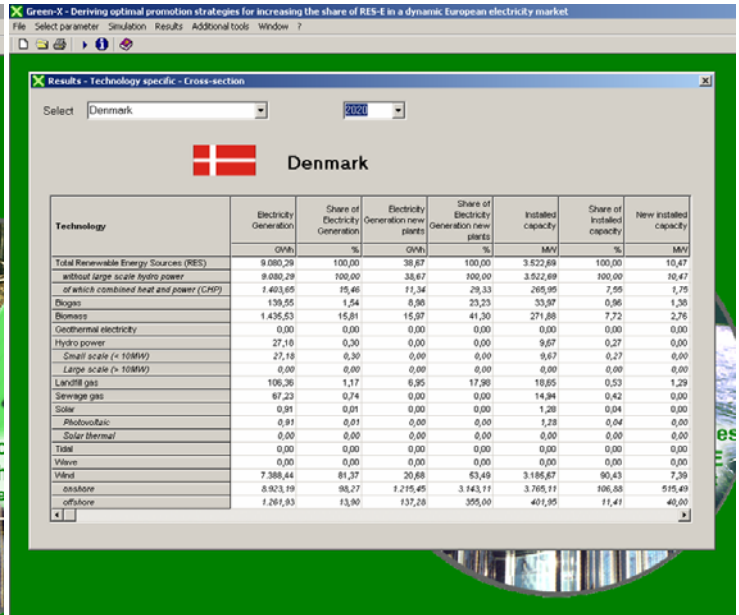 Green-X - Deriving optimal promotion strategies for increasing the share of RES-E in a dynamic European electricity market
File Select parameter Simulation Results Additional tools Window ?
Results - Technology specific - Cross-section
Select Denmark 2020
Denmark
Technology Electricity Generation Share of Electricity Generation Electricity Generation new plants Share of Electricity Generation new plants Installed capacity Share of Installed capacity New installed capacity
GWh % GWh % MW % MW
Total Renewable Energy Sources (RES) 9.080,29 100,00 38,67 100,00 3.522,69 100,00 10,47
without large scale hydro power 9.080,29 100,00 38,67 100,00 3.522,69 100,00 10,47
of which combined heat and power (CHP) 1.403,65 15,46 11,34 29,33 265,95 7,55 1,75
Biogas 139,55 1,54 8,98 23,23 33,97 0,96 1,38
Biomass 1.435,53 15,81 15,97 41,30 271,88 7,72 2,76
Geothermal electricity 0,00 0,00 0,00 0,00 0,00 0,00 0,00
Hydro power 27,18 0,30 0,00 0,00 9,67 0,27 0,00
Small scale (< 10MW) 27,18 0,30 0,00 0,00 9,67 0,27 0,00
Large scale (> 10MW) 0,00 0,00 0,00 0,00 0,00 0,00 0,00
Landfill gas 106,36 1,17 6,95 17,98 18,65 0,53 1,29
Sewage gas 67,23 0,74 0,00 0,00 14,94 0,42 0,00
Solar 0,91 0,01 0,00 0,00 1,28 0,04 0,00
Photovoltaic 0,91 0,01 0,00 0,00 1,28 0,04 0,00
Solar thermal 0,00 0,00 0,00 0,00 0,00 0,00 0,00
Tidal 0,00 0,00 0,00 0,00 0,00 0,00 0,00
Wave 0,00 0,00 0,00 0,00 0,00 0,00 0,00
Wind 7.388,44 81,37 20,68 53,49 3.185,67 90,43 7,39
onshore 8.923,19 98,27 1.215,45 3.143,11 3.765,11 106,88 515,49
offshore 1.261,93 13,90 137,28 355,00 401,95 11,41 40,00
es
E